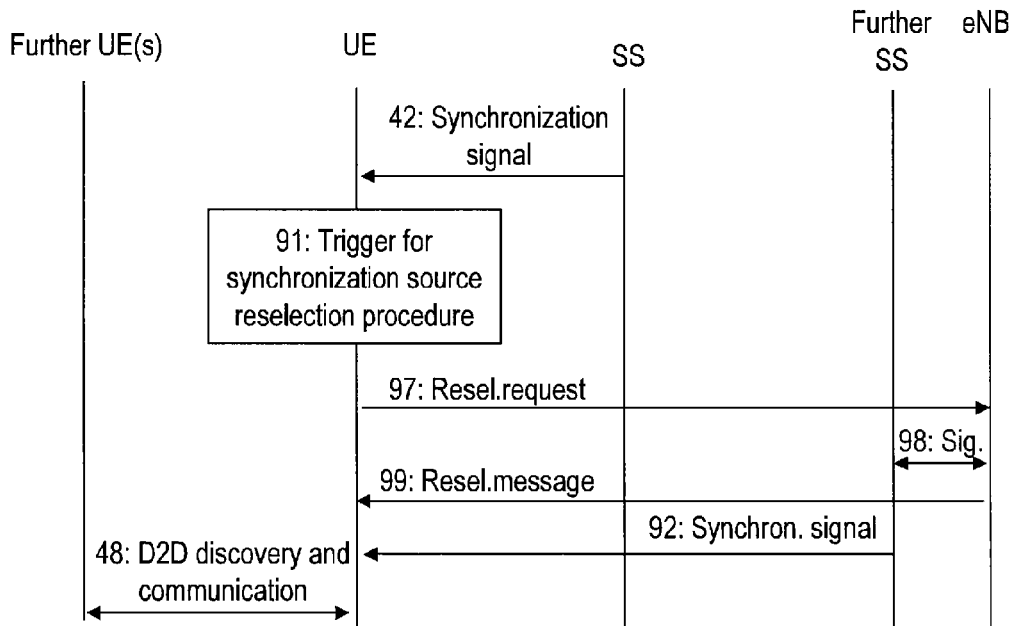 Further UE(s)
UE
SS
Further
SS
eNB
42: Synchronization
signal
91: Trigger for
synchronization source
reselection procedure
97: Resel.request
98: Sig.
99: Resel.message
92: Synchron. signal
48: D2D discovery and
communication